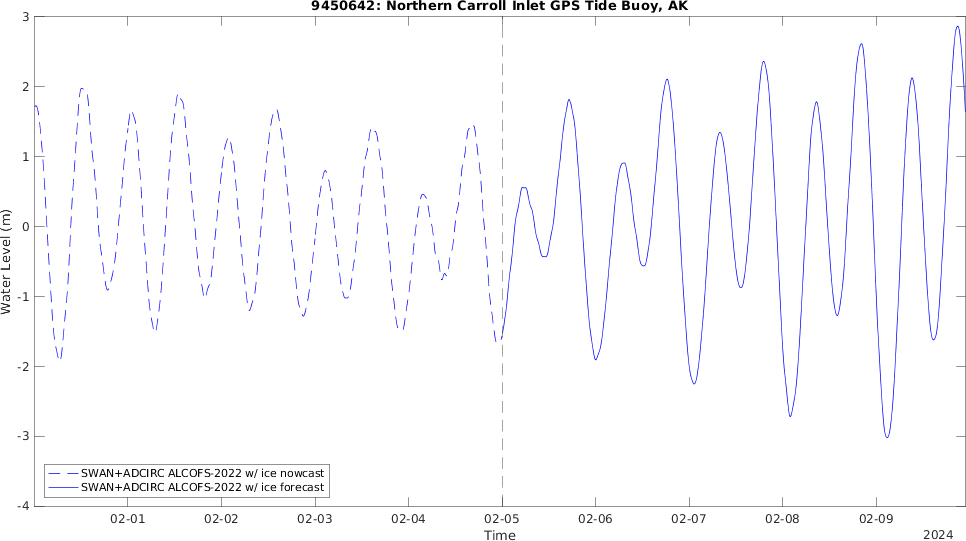 9450642: Northern Carroll Inlet GPS Tide Buoy, AK
Water Level (m)
3
2
1
0
-1
-2
-3
-4
SWAN+ADCIRC ALCOFS-2022 w/ ice nowcast
SWAN+ADCIRC ALCOFS-2022 w/ ice forecast
02-01 02-02 02-03 02-04 02-05 02-06 02-07 02-08 02-09
Time
2024